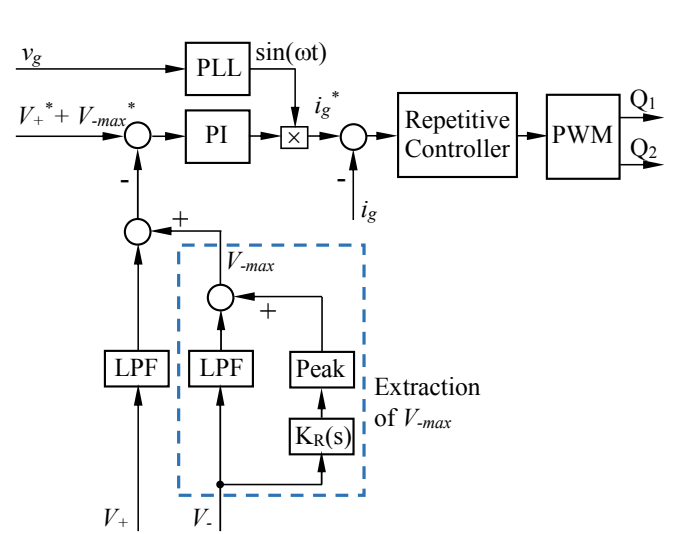 v_g
PLL
sin(ωt)
V_+^* + V_-max^*
PI
×
i_g^*
Repetitive
Controller
PWM
Q_1
Q_2
-
-
i_g
+
V_-max
+
LPF
LPF
Peak
Extraction
of V_-max
K_R(s)
V_+
V_-